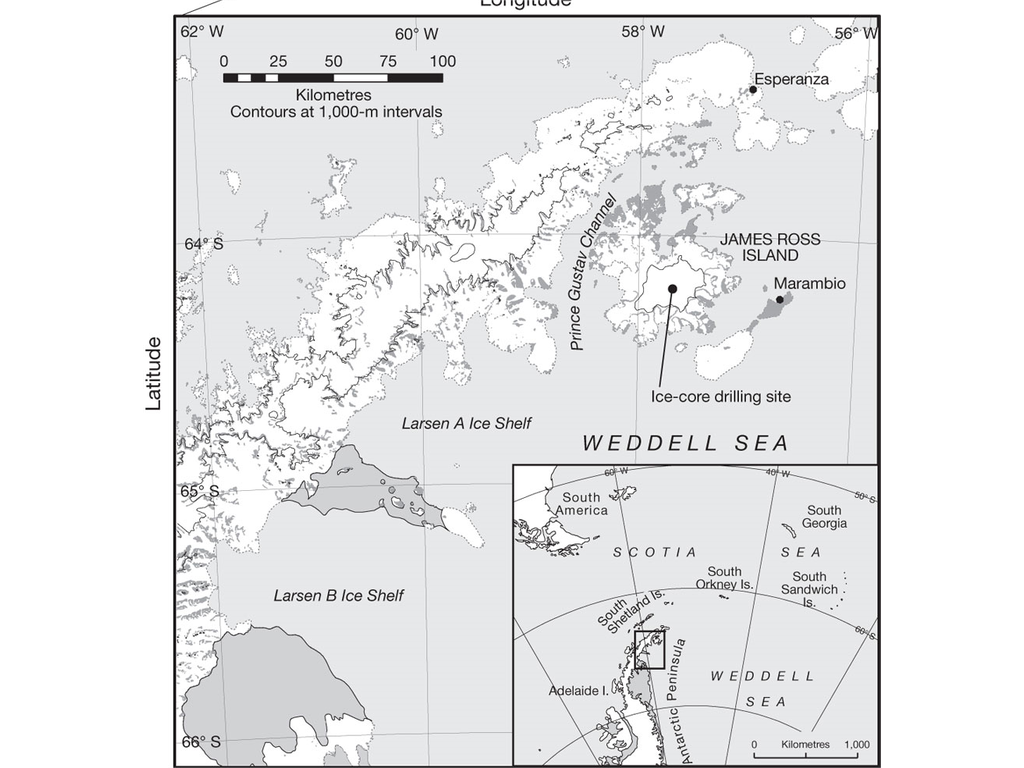 Longitude
62° W
60° W
58° W
56° W
0 25 50 75 100
Kilometres
Contours at 1,000-m intervals
Esperanza
Prince Gustav Channel
64° S
JAMES ROSS
ISLAND
Marambio
Latitude
Ice-core drilling site
Larsen A Ice Shelf
WEDDELL SEA
65° S
Larsen B Ice Shelf
66° S
60° W
40° W
50° S
South
America
South
Georgia
SCOTIA SEA
South
Orkney Is.
South
Sandwich
Is.
South
Shetland Is.
60° S
Adelaide I.
Antarctic Peninsula
WEDDELL
SEA
0 Kilometres 1,000